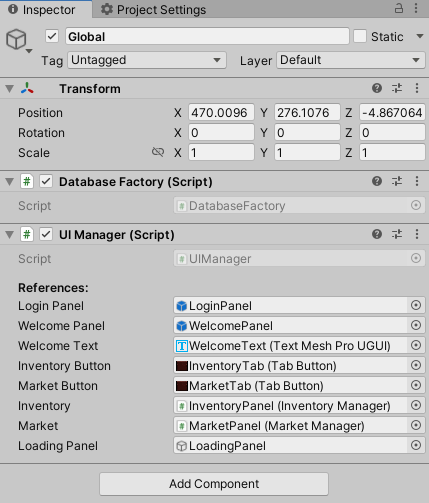 Inspector Project Settings
Global Static
Tag Untagged Layer Default
Transform
Position X 470.0096 Y 276.1076 Z -4.867064
Rotation X 0 Y 0 Z 0
Scale X 1 Y 1 Z 1
# Database Factory (Script)
Script # DatabaseFactory
# UI Manager (Script)
Script # UIManager
References:
Login Panel LoginPanel
Welcome Panel WelcomePanel
Welcome Text WelcomeText (Text Mesh Pro UGUI)
Inventory Button InventoryTab (Tab Button)
Market Button MarketTab (Tab Button)
Inventory # InventoryPanel (Inventory Manager)
Market # MarketPanel (Market Manager)
Loading Panel LoadingPanel
Add Component